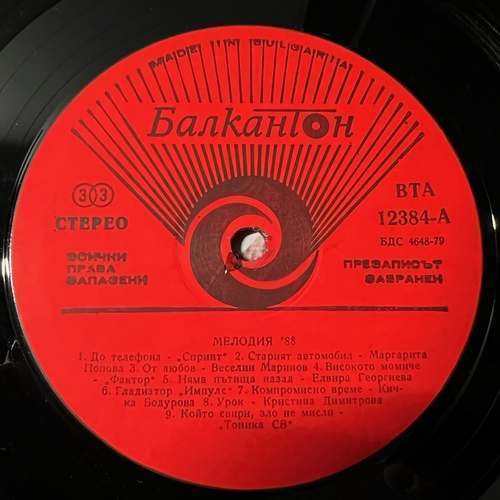 MADE IN BULGARIA
Балкантон
33
СТЕРЕО
ВТА
12384-А
БДС 4648-79
ВСИЧКИ
ПРАВА
ЗАПАЗЕНИ
ПРЕЗАПИСЪТ
ЗАБРАНЕН
МЕЛОДИЯ '88
1. До телефона - „Спринт" 2. Старият автомобил - Маргарита
Попова 3. От любов - Веселин Маринов 4. Високото момиче
- „Фактор" 5. Няма пътища назад - Елвира Георгиева
6. Гладиатор „Импулс" 7. Компромисно време - Кич-
ка Бодурова 8. Урок - Кристина Димитрова
9. Който свири, зло не мисли -
"Тоника СВ"